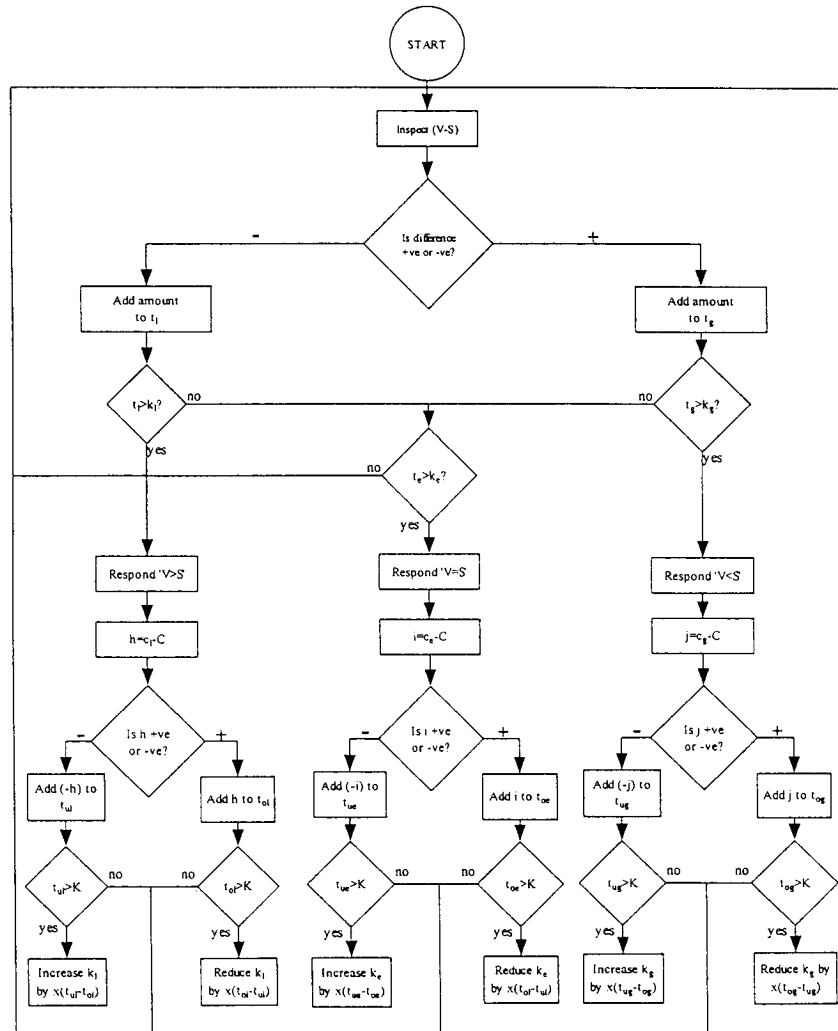 START
Inspect (V-S)
Is difference
+ve or -ve?
-
+
Add amount
to t_l
Add amount
to t_g
t_l>k_l?
no
no
t_g>k_g?
yes
yes
no
t_e>k_e?
yes
Respond 'V>S'
Respond 'V=S'
Respond 'V<S'
h=c_l-C
i=c_e-C
j=c_g-C
Is h +ve
or -ve?
-
+
Is i +ve
or -ve?
-
+
Is j +ve
or -ve?
-
+
Add (-h) to
t_ul
Add h to t_ol
Add (-i) to
t_ue
Add i to t_oe
Add (-j) to
t_ug
Add j to t_og
t_ul>K
no
no
t_ol>K
t_ue>K
no
no
t_oe>K
t_ug>K
no
no
t_og>K
yes
yes
yes
yes
yes
yes
Increase k_l
by x(t_ul-t_ol)
Reduce k_l
by x(t_ol-t_ul)
Increase k_e
by x(t_ue-t_oe)
Reduce k_e
by x(t_ol-t_ul)
Increase k_g
by x(t_ug-t_og)
Reduce k_g by
x(t_og-t_ug)